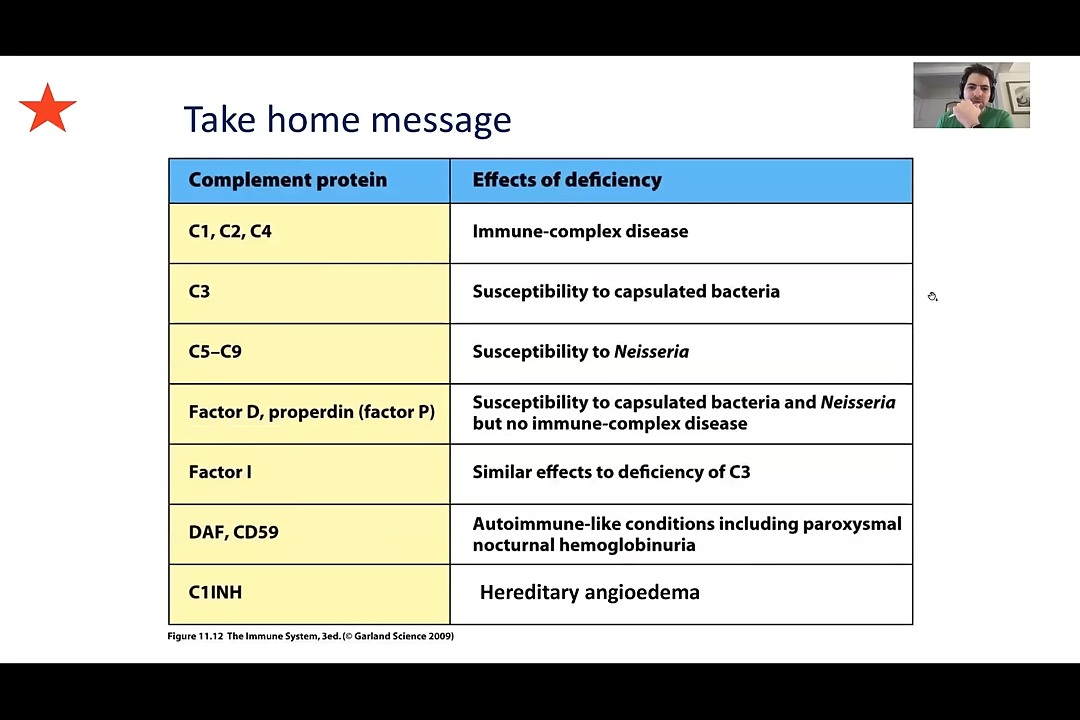 Take home message
Complement protein
Effects of deficiency
C1, C2, C4
Immune-complex disease
C3
Susceptibility to capsulated bacteria
C5–C9
Susceptibility to Neisseria
Factor D, properdin (factor P)
Susceptibility to capsulated bacteria and Neisseria
but no immune-complex disease
Factor I
Similar effects to deficiency of C3
DAF, CD59
Autoimmune-like conditions including paroxysmal
nocturnal hemoglobinuria
C1INH
Hereditary angioedema
Figure 11.12 The Immune System, 3ed. (© Garland Science 2009)